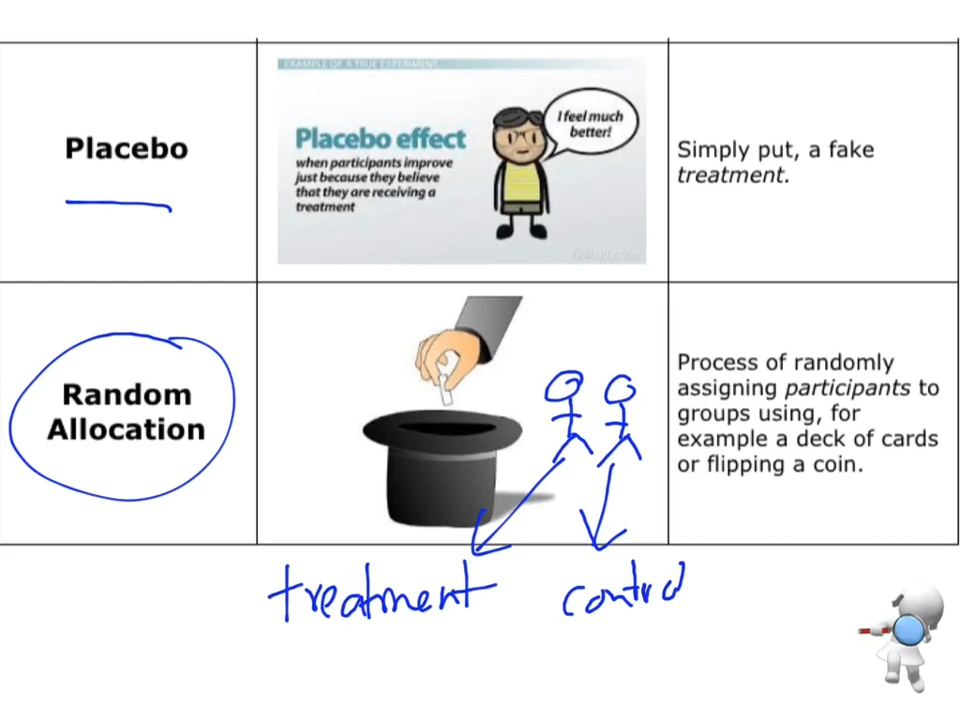 EXAMPLE OF A TRUE EXPERIMENT
Placebo
Placebo effect
when participants improve
just because they believe
that they are receiving a
treatment
I feel much
better!
Simply put, a fake
treatment.
Random
Allocation
Process of randomly
assigning participants to
groups using, for
example a deck of cards
or flipping a coin.
treatment control